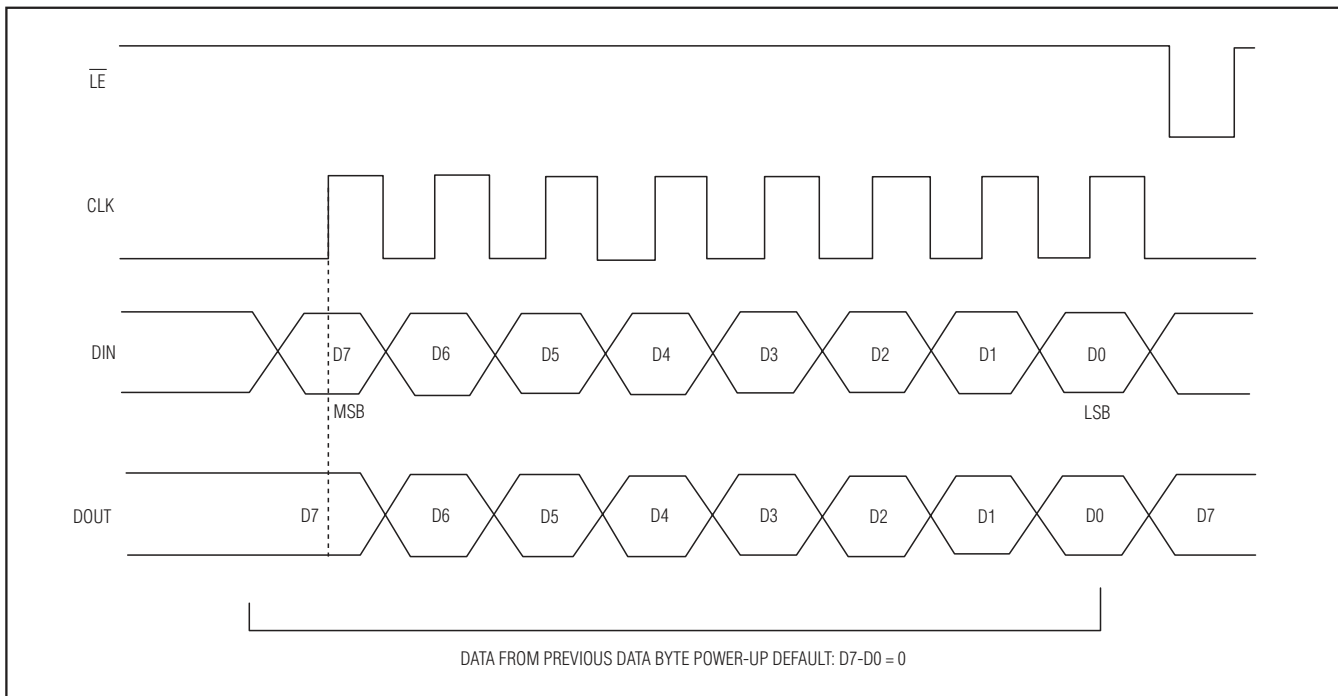 L̅E̅
CLK
DIN
D7 D6 D5 D4 D3 D2 D1 D0
MSB LSB
DOUT
D7 D6 D5 D4 D3 D2 D1 D0 D7
DATA FROM PREVIOUS DATA BYTE POWER-UP DEFAULT: D7-D0 = 0